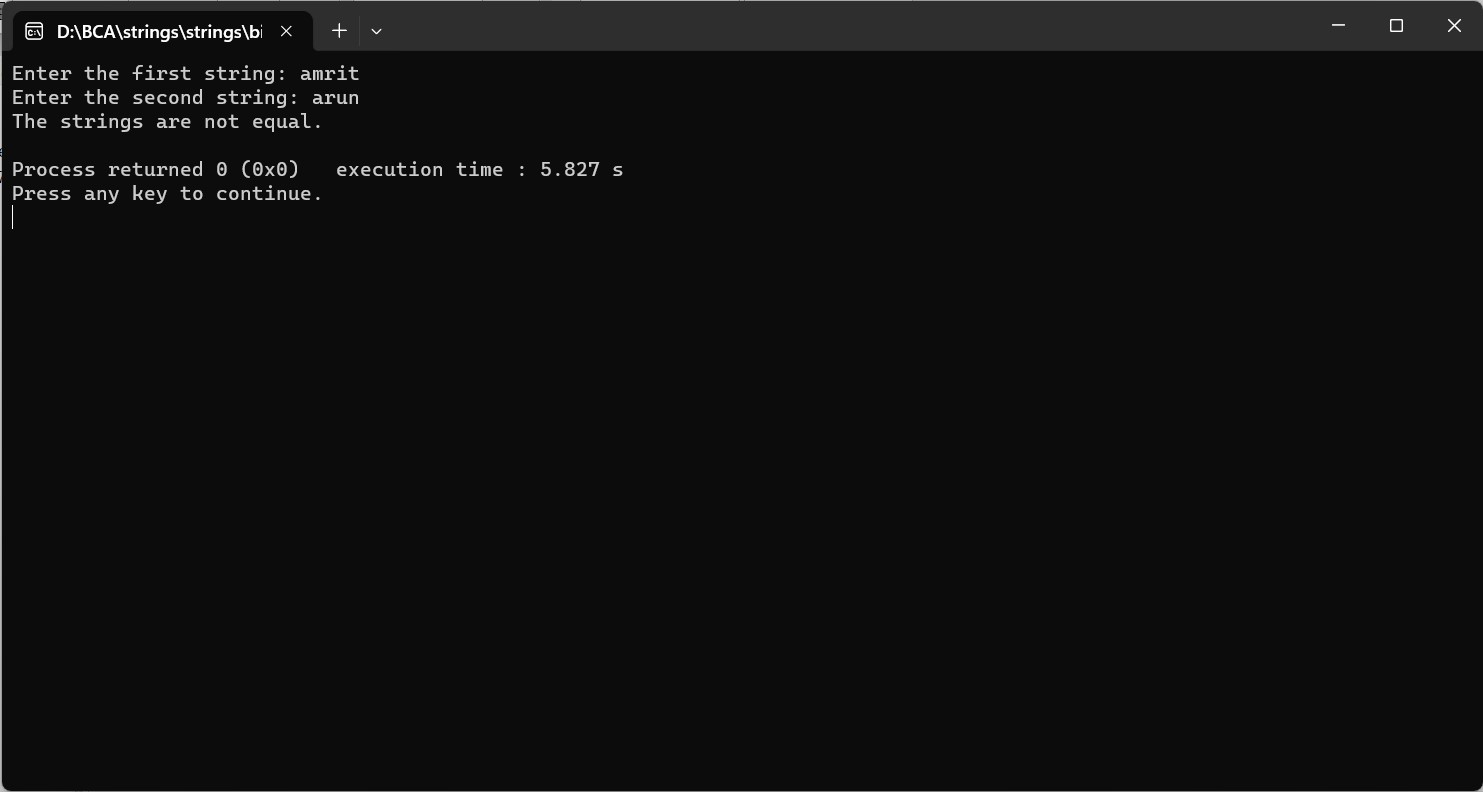 D:\BCA\strings\strings\bi
Enter the first string: amrit
Enter the second string: arun
The strings are not equal.
Process returned 0 (0x0)   execution time : 5.827 s
Press any key to continue.